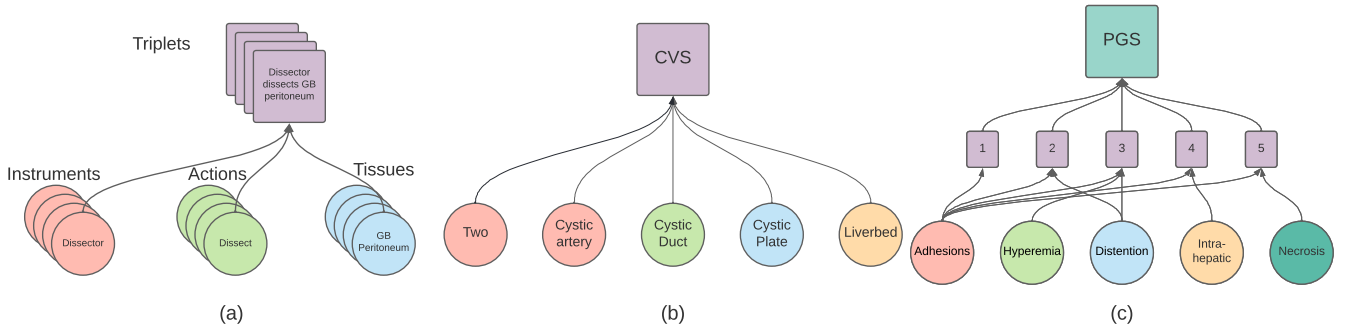 Triplets
Dissector
dissects GB
peritoneum
Instruments
Actions
Tissues
Dissector
Dissect
GB
Peritoneum
(a)
CVS
Two
Cystic
artery
Cystic
Duct
Cystic
Plate
Liverbed
(b)
PGS
1
2
3
4
5
Adhesions
Hyperemia
Distention
Intra-
hepatic
Necrosis
(c)